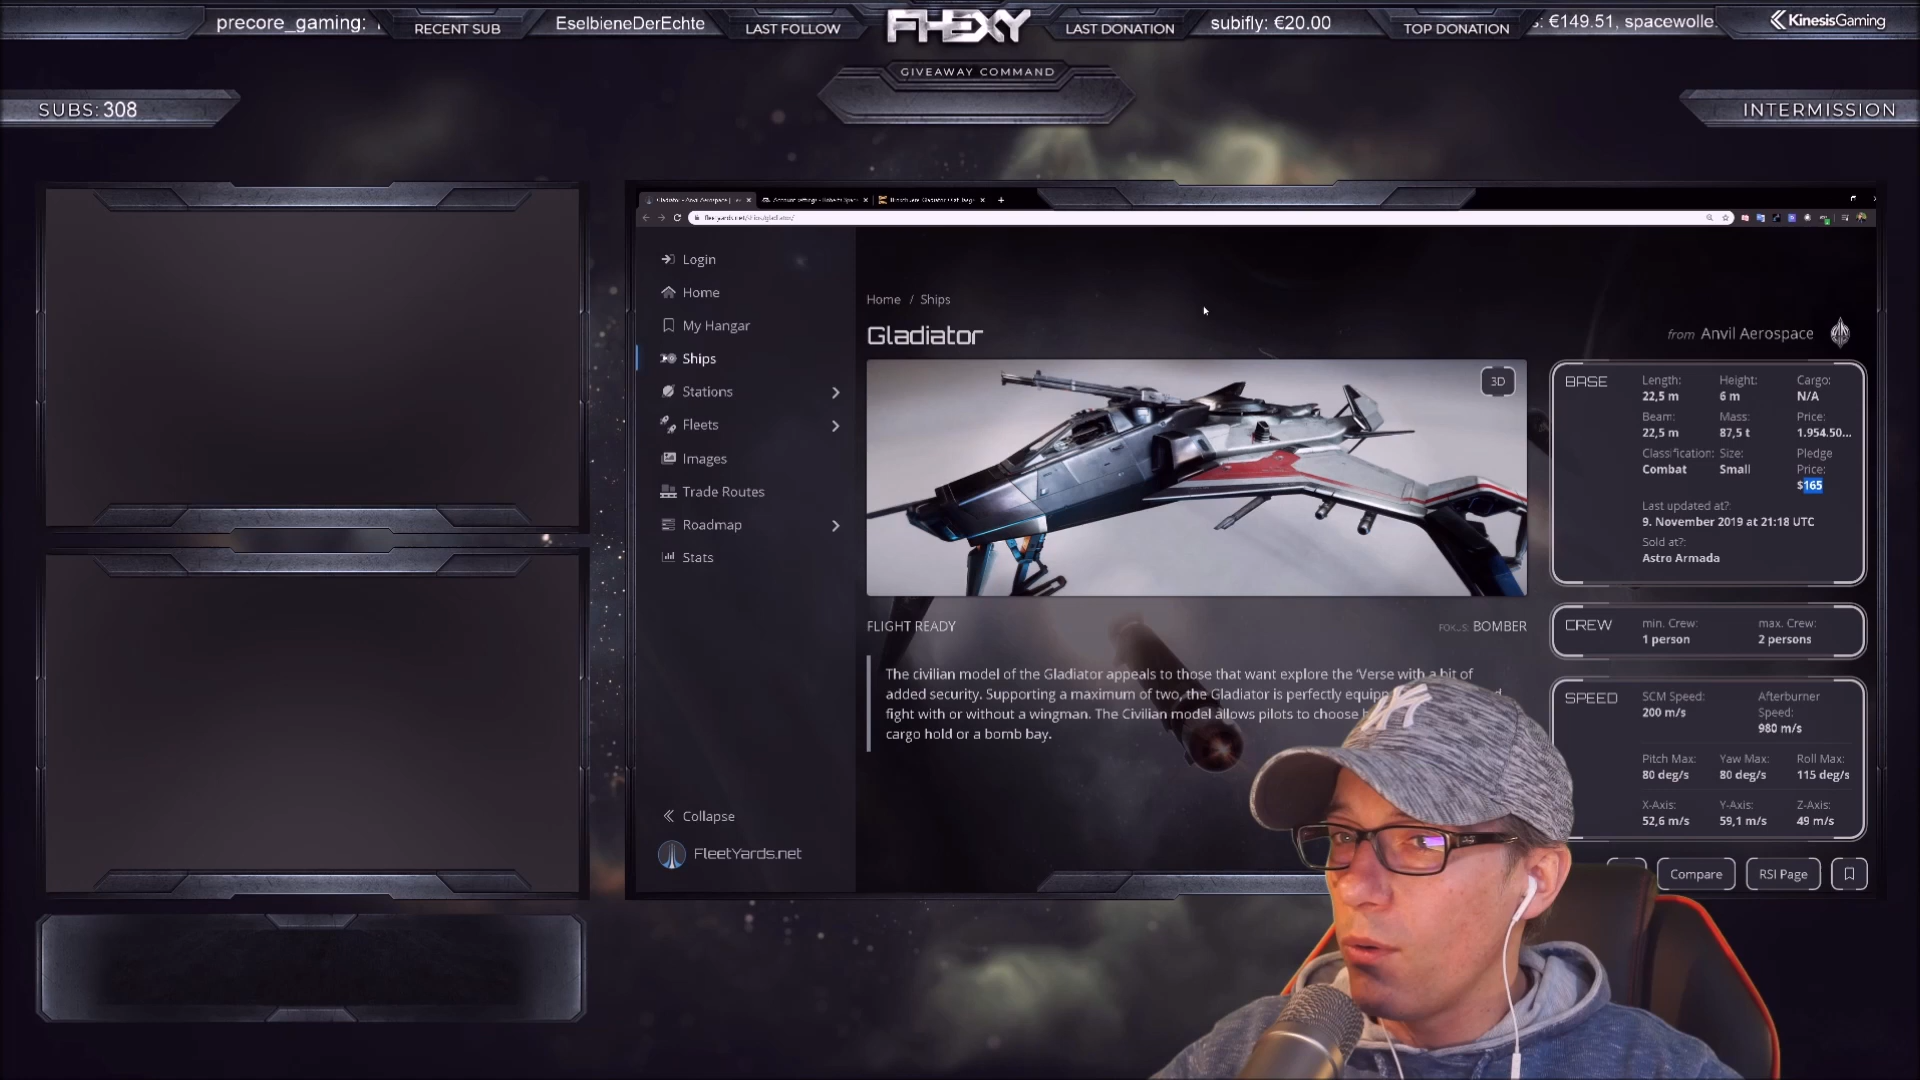 precore_gaming:
RECENT SUB
EselbieneDerEchte
LAST FOLLOW
FHEXY
LAST DONATION
subifly: €20.00
TOP DONATION
: €149.51, spacewolle
KinesisGaming
GIVEAWAY COMMAND
SUBS: 308
INTERMISSION
Login
Home
My Hangar
Ships
Stations
Fleets
Images
Trade Routes
Roadmap
Stats
Collapse
FleetYards.net
Home / Ships
Gladiator
from Anvil Aerospace
3D
FLIGHT READY
BOMBER
The civilian model of the Gladiator appeals to those that want explore the 'Verse with a bit of
added security. Supporting a maximum of two, the Gladiator is perfectly
fight with or without a wingman. The Civilian model allows pilots to choose
cargo hold or a bomb bay.
BASE
Length: Height: Cargo:
22,5 m 6 m N/A
Beam: Mass: Price:
22,5 m 87,5 t 1.954.50...
Classification: Size: Pledge
Combat Small Price:
$165
Last updated at?:
9. November 2019 at 21:18 UTC
Sold at?:
Astro Armada
CREW
min. Crew: max. Crew:
1 person 2 persons
SPEED
SCM Speed: Afterburner
200 m/s Speed:
980 m/s
Pitch Max: Yaw Max: Roll Max:
80 deg/s 80 deg/s 115 deg/s
X-Axis: Y-Axis: Z-Axis:
52,6 m/s 59,1 m/s 49 m/s
Compare
RSI Page